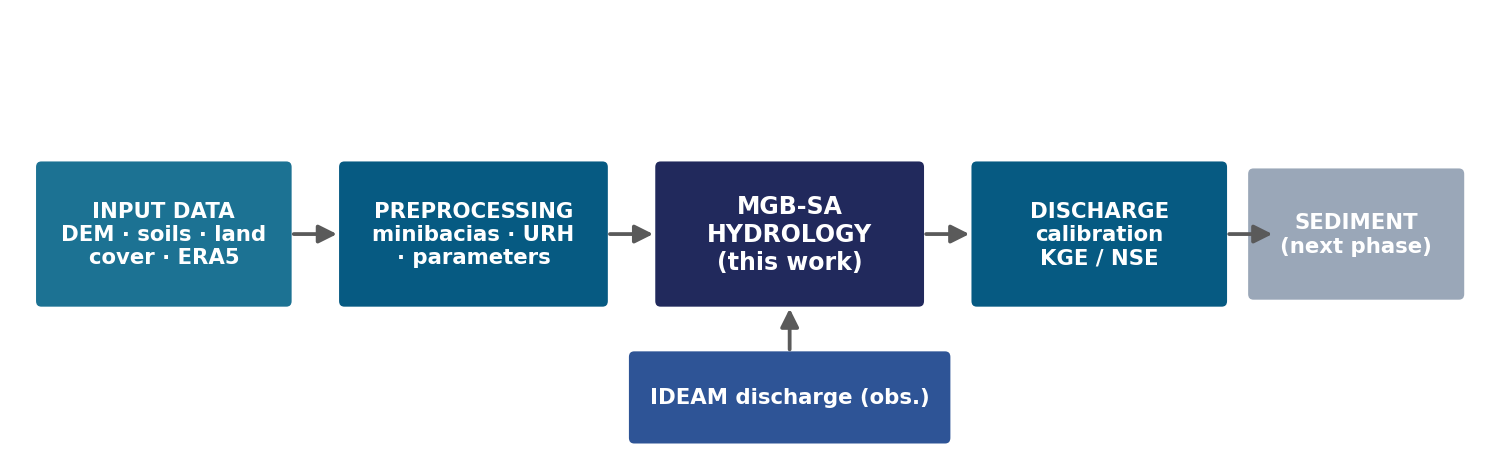 INPUT DATA
DEM · soils · land
cover · ERA5
PREPROCESSING
minibacias · URH
· parameters
MGB-SA
HYDROLOGY
(this work)
DISCHARGE
calibration
KGE / NSE
SEDIMENT
(next phase)
IDEAM discharge (obs.)